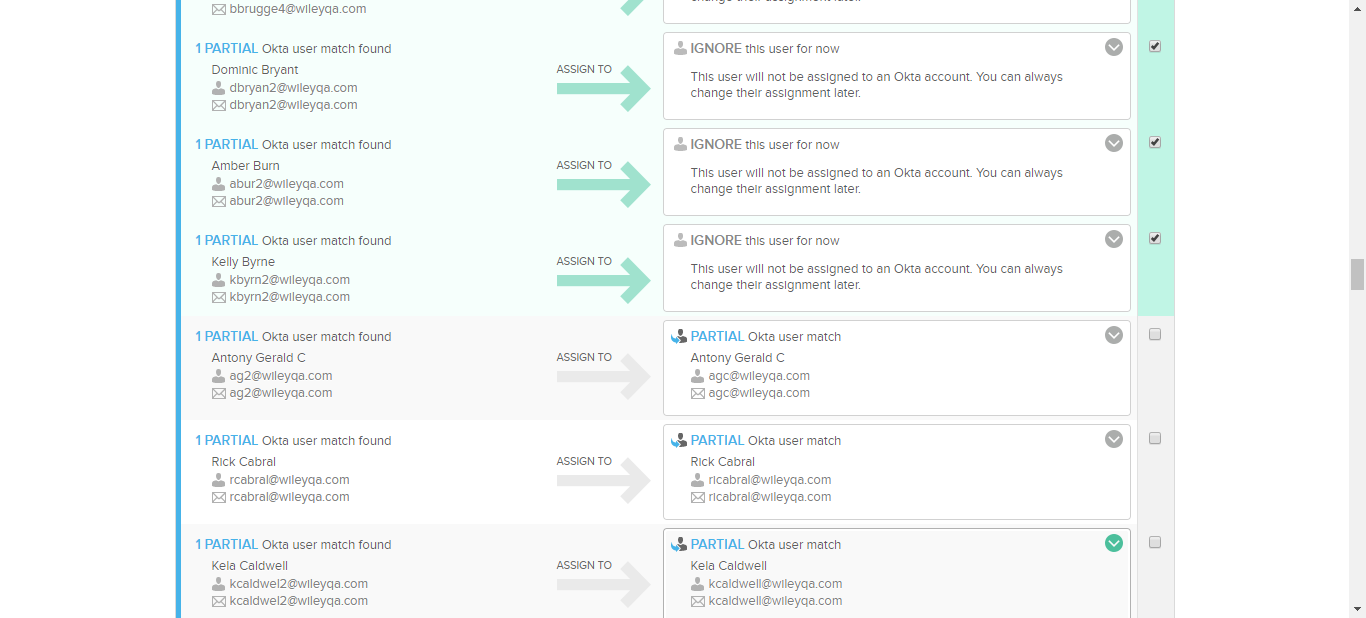 bbrugge4@wileyqa.com
change their assignment later.
1 PARTIAL Okta user match found
Dominic Bryant
dbryan2@wileyqa.com
dbryan2@wileyqa.com
ASSIGN TO
IGNORE this user for now
This user will not be assigned to an Okta account. You can always
change their assignment later.
1 PARTIAL Okta user match found
Amber Burn
abur2@wileyqa.com
abur2@wileyqa.com
ASSIGN TO
IGNORE this user for now
This user will not be assigned to an Okta account. You can always
change their assignment later.
1 PARTIAL Okta user match found
Kelly Byrne
kbyrn2@wileyqa.com
kbyrn2@wileyqa.com
ASSIGN TO
IGNORE this user for now
This user will not be assigned to an Okta account. You can always
change their assignment later.
1 PARTIAL Okta user match found
Antony Gerald C
ag2@wileyqa.com
ag2@wileyqa.com
ASSIGN TO
PARTIAL Okta user match
Antony Gerald C
agc@wileyqa.com
agc@wileyqa.com
1 PARTIAL Okta user match found
Rick Cabral
rcabral@wileyqa.com
rcabral@wileyqa.com
ASSIGN TO
PARTIAL Okta user match
Rick Cabral
ricabral@wileyqa.com
ricabral@wileyqa.com
1 PARTIAL Okta user match found
Kela Caldwell
kcaldwel2@wileyqa.com
kcaldwel2@wileyqa.com
ASSIGN TO
PARTIAL Okta user match
Kela Caldwell
kcaldwell@wileyqa.com
kcaldwell@wileyqa.com